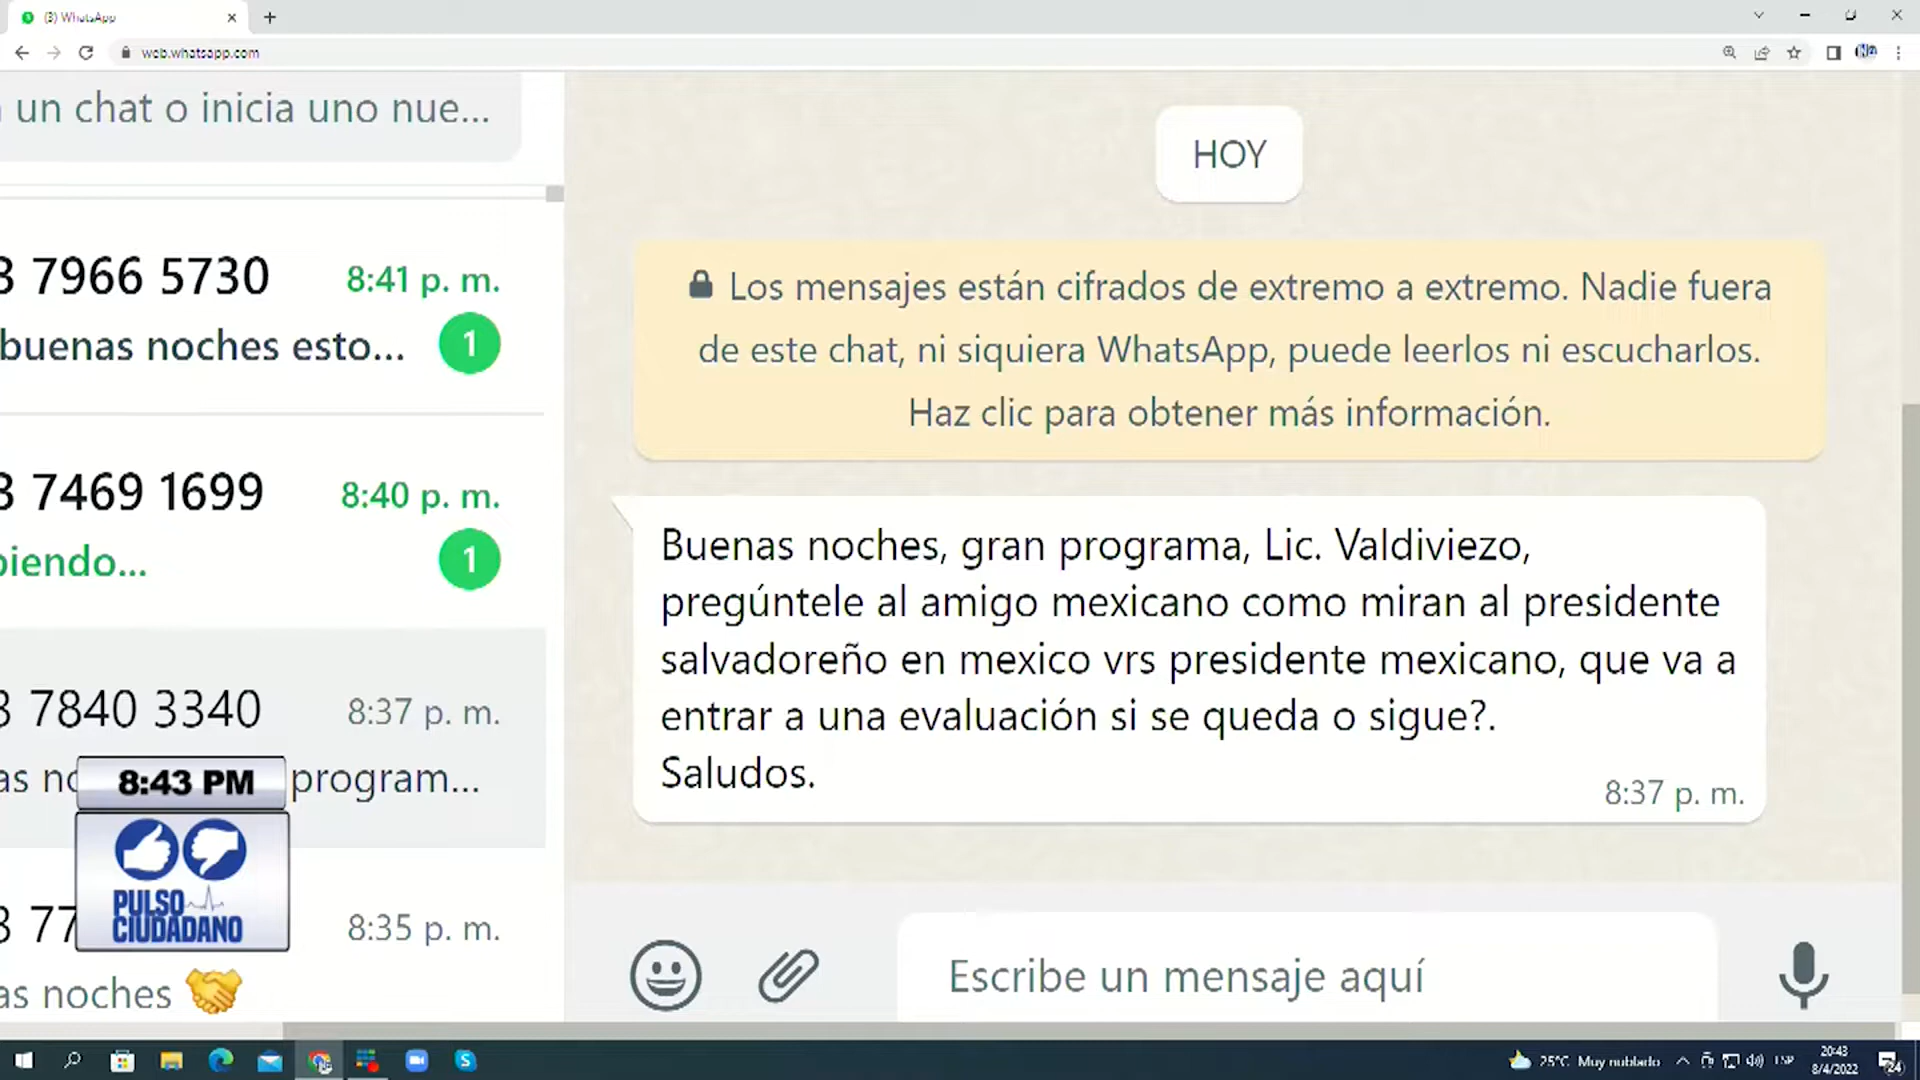 (3) WhatsApp
web.whatsapp.com
un chat o inicia uno nue...
3 7966 5730
8:41 p. m.
buenas noches esto...
1
3 7469 1699
8:40 p. m.
biendo...
1
3 7840 3340
8:37 p. m.
as no
program...
8:43 PM
PULSO
CIUDADANO
3 77
8:35 p. m.
as noches
HOY
Los mensajes están cifrados de extremo a extremo. Nadie fuera
de este chat, ni siquiera WhatsApp, puede leerlos ni escucharlos.
Haz clic para obtener más información.
Buenas noches, gran programa, Lic. Valdiviezo,
pregúntele al amigo mexicano como miran al presidente
salvadoreño en mexico vrs presidente mexicano, que va a
entrar a una evaluación si se queda o sigue?.
Saludos.
8:37 p. m.
Escribe un mensaje aquí
25°C Muy nublado
ESP
20:43
8/4/2022
24